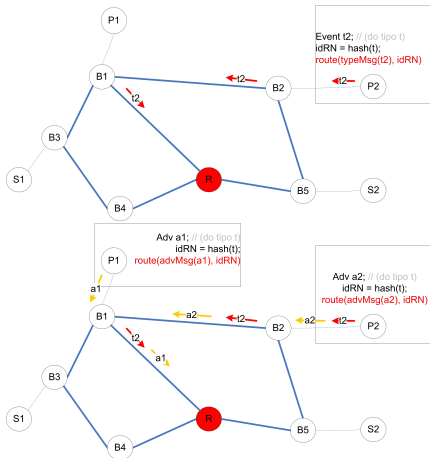 P1
Event t2; // (do tipo t)
idRN = hash(t);
route(typeMsg(t2), idRN)
B1
t2
B2
t2
P2
t2
B3
S1
R
B4
B5
S2
Adv a1; // (do tipo t)
idRN = hash(t);
route(advMsg(a1), idRN)
P1
a1
Adv a2; // (do tipo t)
idRN = hash(t);
route(advMsg(a2), idRN)
B1
a2
t2
B2
a2
t2
P2
t2
a1
B3
S1
R
B4
B5
S2